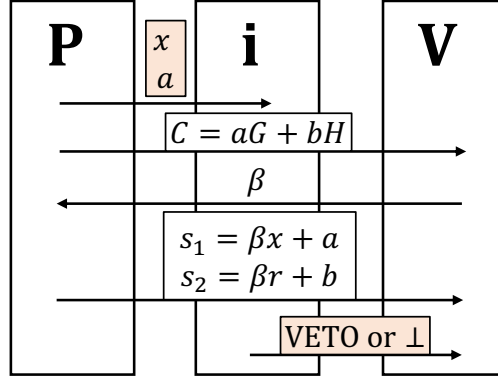 P i V
x
a
C = aG + bH
β
s₁ = βx + a
s₂ = βr + b
VETO or ⊥